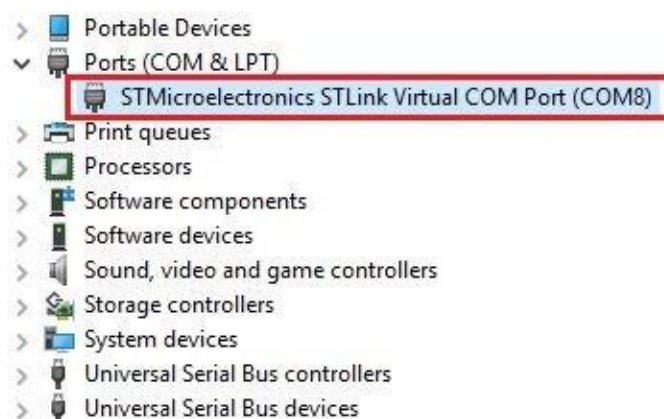 Portable Devices
Ports (COM & LPT)
STMicroelectronics STLink Virtual COM Port (COM8)
Print queues
Processors
Software components
Software devices
Sound, video and game controllers
Storage controllers
System devices
Universal Serial Bus controllers
Universal Serial Bus devices